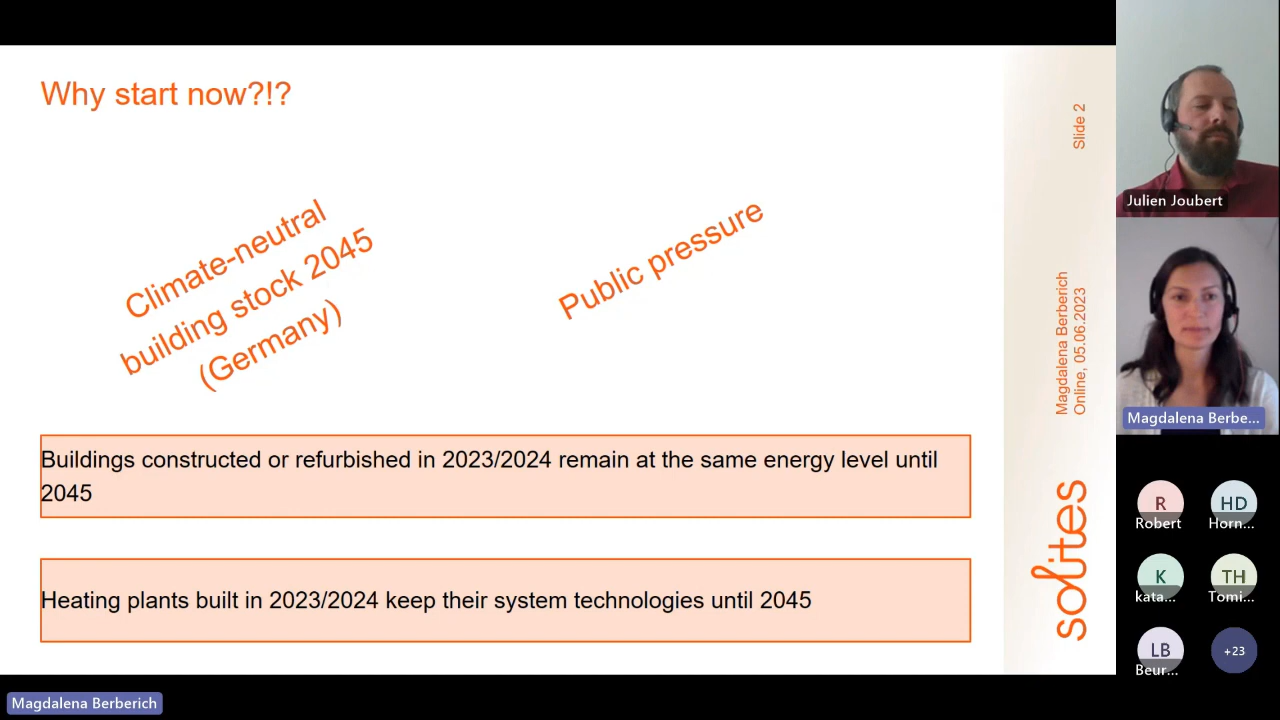 Why start now?!?
Climate-neutral
building stock 2045
(Germany)
Public pressure
Buildings constructed or refurbished in 2023/2024 remain at the same energy level until
2045
Heating plants built in 2023/2024 keep their system technologies until 2045
Slide 2
Magdalena Berberich
Online, 05.06.2023
solites
Julien Joubert
Magdalena Berbe...
R
HD
Robert
Horn...
K
TH
kata...
Tomi...
LB
+23
Beur...
Magdalena Berberich